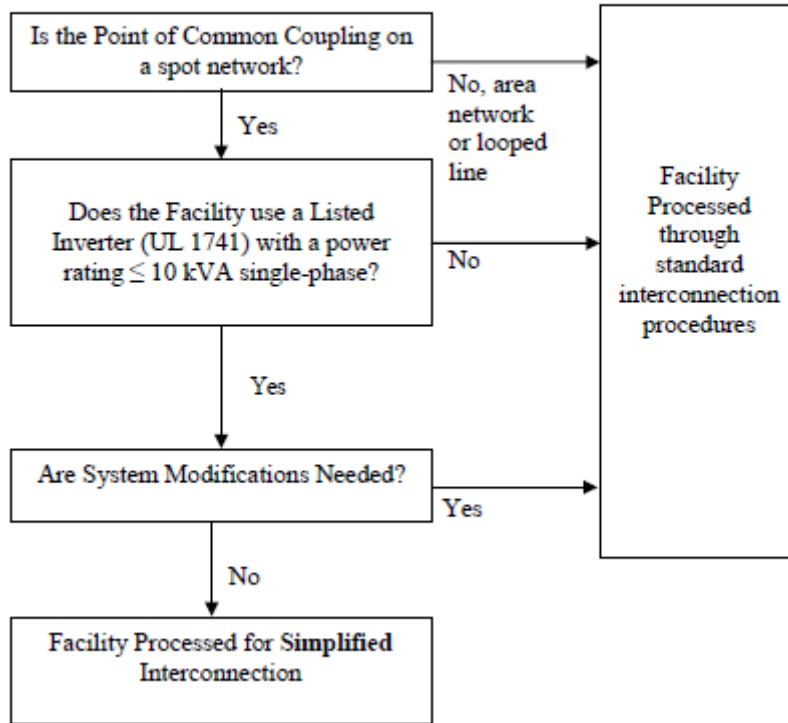 Is the Point of Common Coupling on
a spot network?
No, area
network
or looped
line
Yes
Does the Facility use a Listed
Inverter (UL 1741) with a power
rating ≤ 10 kVA single-phase?
No
Facility
Processed
through
standard
interconnection
procedures
Yes
Are System Modifications Needed?
Yes
No
Facility Processed for Simplified
Interconnection